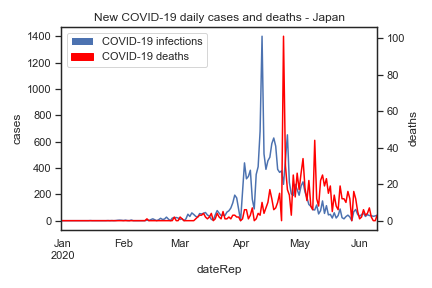 New COVID-19 daily cases and deaths - Japan
COVID-19 infections
COVID-19 deaths
1400
1200
1000
800
600
400
200
0
cases
100
80
60
40
20
0
deaths
Jan
2020
Feb
Mar
Apr
May
Jun
dateRep